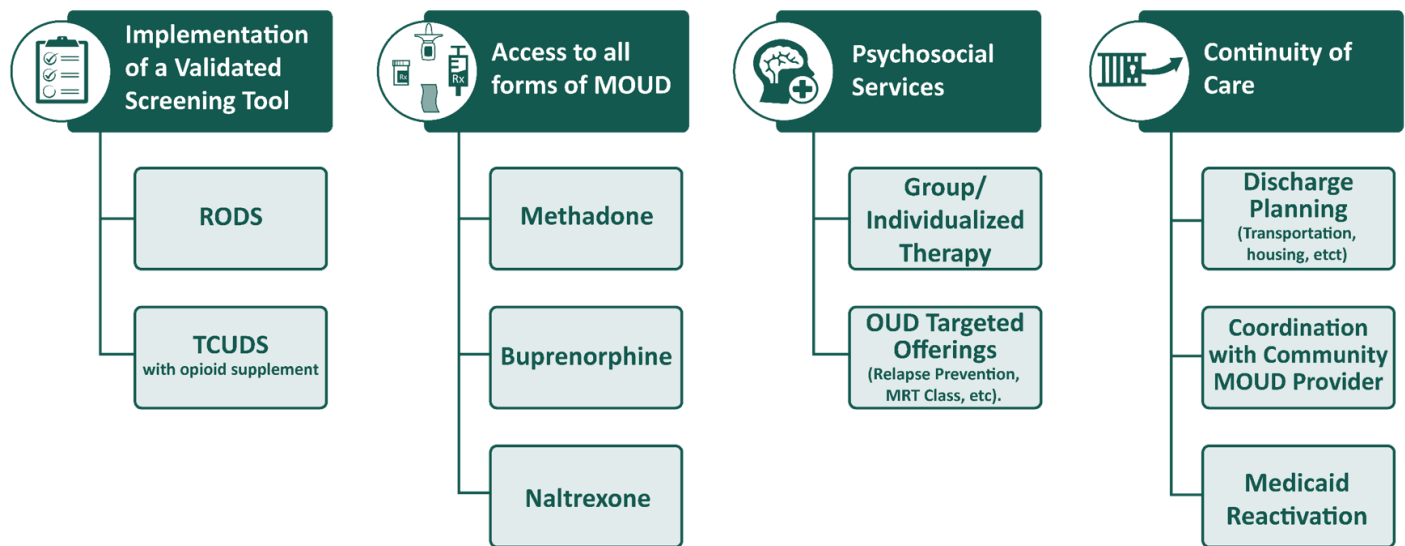 Implementation
of a Validated
Screening Tool
RODS
TCUDS
with opioid supplement
Rx
Rx
Access to all
forms of MOUD
Methadone
Buprenorphine
Naltrexone
Psychosocial
Services
Group/
Individualized
Therapy
OUD Targeted
Offerings
(Relapse Prevention,
MRT Class, etc).
Continuity of
Care
Discharge
Planning
(Transportation,
housing, etct)
Coordination
with Community
MOUD Provider
Medicaid
Reactivation